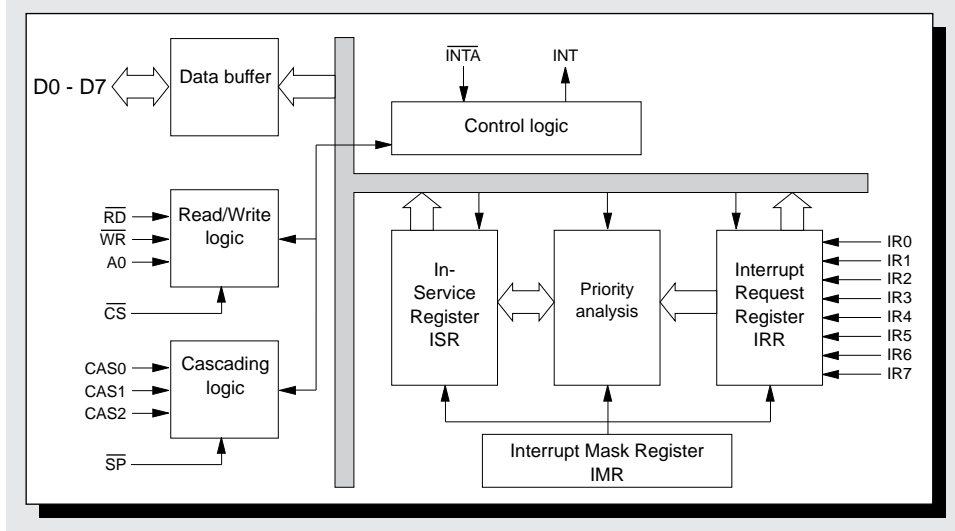 D0 - D7
Data buffer
INTA
INT
Control logic
RD
WR
A0
CS
Read/Write
logic
CAS0
CAS1
CAS2
SP
Cascading
logic
In-
Service
Register
ISR
Priority
analysis
Interrupt
Request
Register
IRR
IR0
IR1
IR2
IR3
IR4
IR5
IR6
IR7
Interrupt Mask Register
IMR